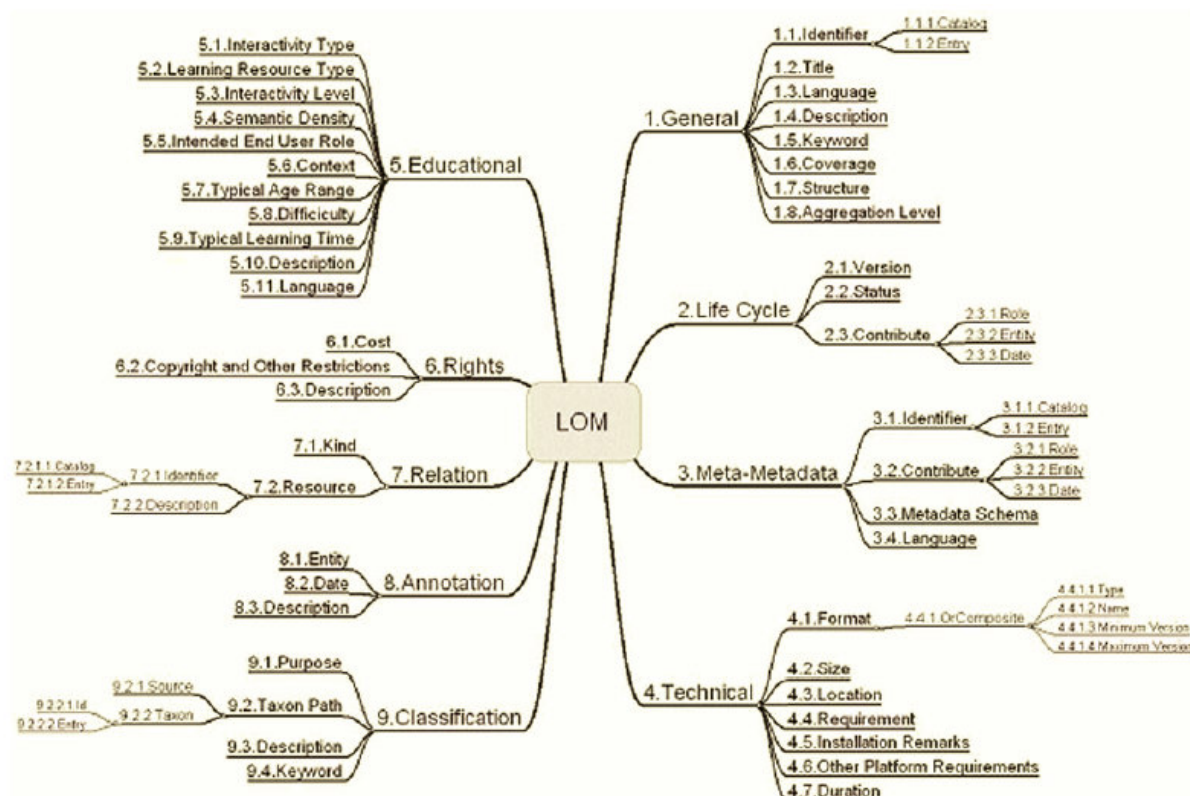 LOM
1.General
1.1.Identifier
1.1.1.Catalog
1.1.2.Entry
1.2.Title
1.3.Language
1.4.Description
1.5.Keyword
1.6.Coverage
1.7.Structure
1.8.Aggregation Level
2.Life Cycle
2.1.Version
2.2.Status
2.3.Contribute
2.3.1 Role
2.3.2 Entity
2.3.3 Date
3.Meta-Metadata
3.1.Identifier
3.1.1.Catalog
3.1.2 Entry
3.2.Contribute
3.2.1 Role
3.2.2 Entity
3.2.3 Date
3.3.Metadata Schema
3.4.Language
4.Technical
4.1.Format
4.4.1.OrComposite
4.4.1.1 Type
4.4.1.2 Name
4.4.1.3 Minimum Version
4.4.1.4 Maximum Version
4.2.Size
4.3.Location
4.4.Requirement
4.5.Installation Remarks
4.6.Other Platform Requirements
4.7.Duration
5.Educational
5.1.Interactivity Type
5.2.Learning Resource Type
5.3.Interactivity Level
5.4.Semantic Density
5.5.Intended End User Role
5.6.Context
5.7.Typical Age Range
5.8.Difficiculty
5.9.Typical Learning Time
5.10.Description
5.11.Language
6.Rights
6.1.Cost
6.2.Copyright and Other Restrictions
6.3.Description
7.Relation
7.1.Kind
7.2.Resource
7.2.1 Identifier
7.2.1.1.Catalog
7.2.1.2 Entry
7.2.2 Description
8.Annotation
8.1.Entity
8.2.Date
8.3.Description
9.Classification
9.1.Purpose
9.2.Taxon Path
9.2.1.Source
9.2.2 Taxon
9.2.2.1 Id
9.2.2.2 Entry
9.3.Description
9.4.Keyword